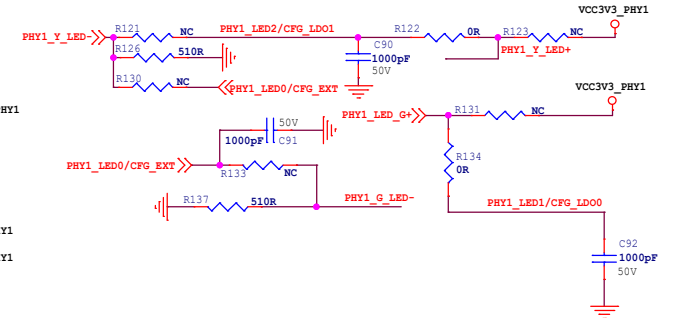 VCC3V3_PHY1
R121 NC PHY1_LED2/CFG_LDO1 R122 0R R123 NC
PHY1_Y_LED-
R126 510R C90 PHY1_Y_LED+
1000pF
50V
R130 NC PHY1_LED0/CFG_EXT
VCC3V3_PHY1
PHY1
PHY1_LED_G+ R131 NC
50V
1000pF C91
PHY1_LED0/CFG_EXT R133 NC
R134
0R
R137 510R PHY1_G_LED- PHY1_LED1/CFG_LDO0
Y1
C92
Y1 1000pF
50V